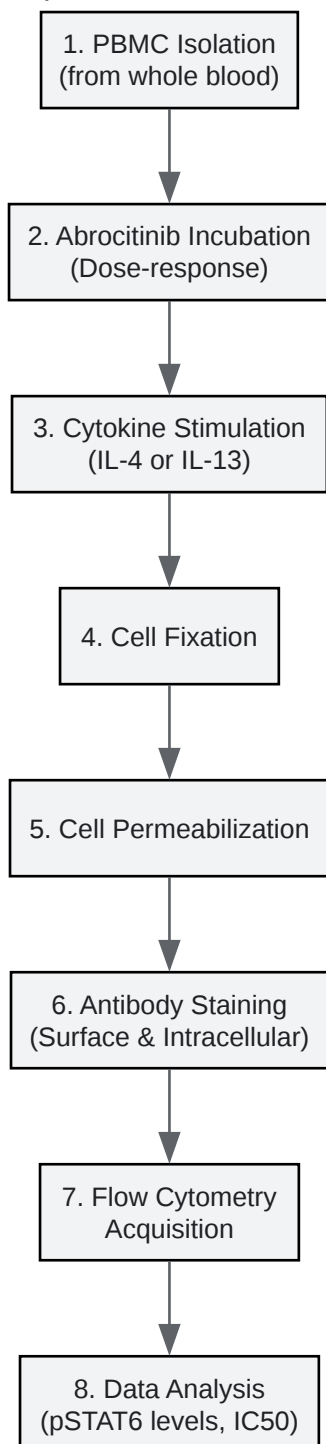 1. PBMC Isolation
(from whole blood)
2. Abrocitinib Incubation
(Dose-response)
3. Cytokine Stimulation
(IL-4 or IL-13)
4. Cell Fixation
5. Cell Permeabilization
6. Antibody Staining
(Surface & Intracellular)
7. Flow Cytometry
Acquisition
8. Data Analysis
(pSTAT6 levels, IC50)